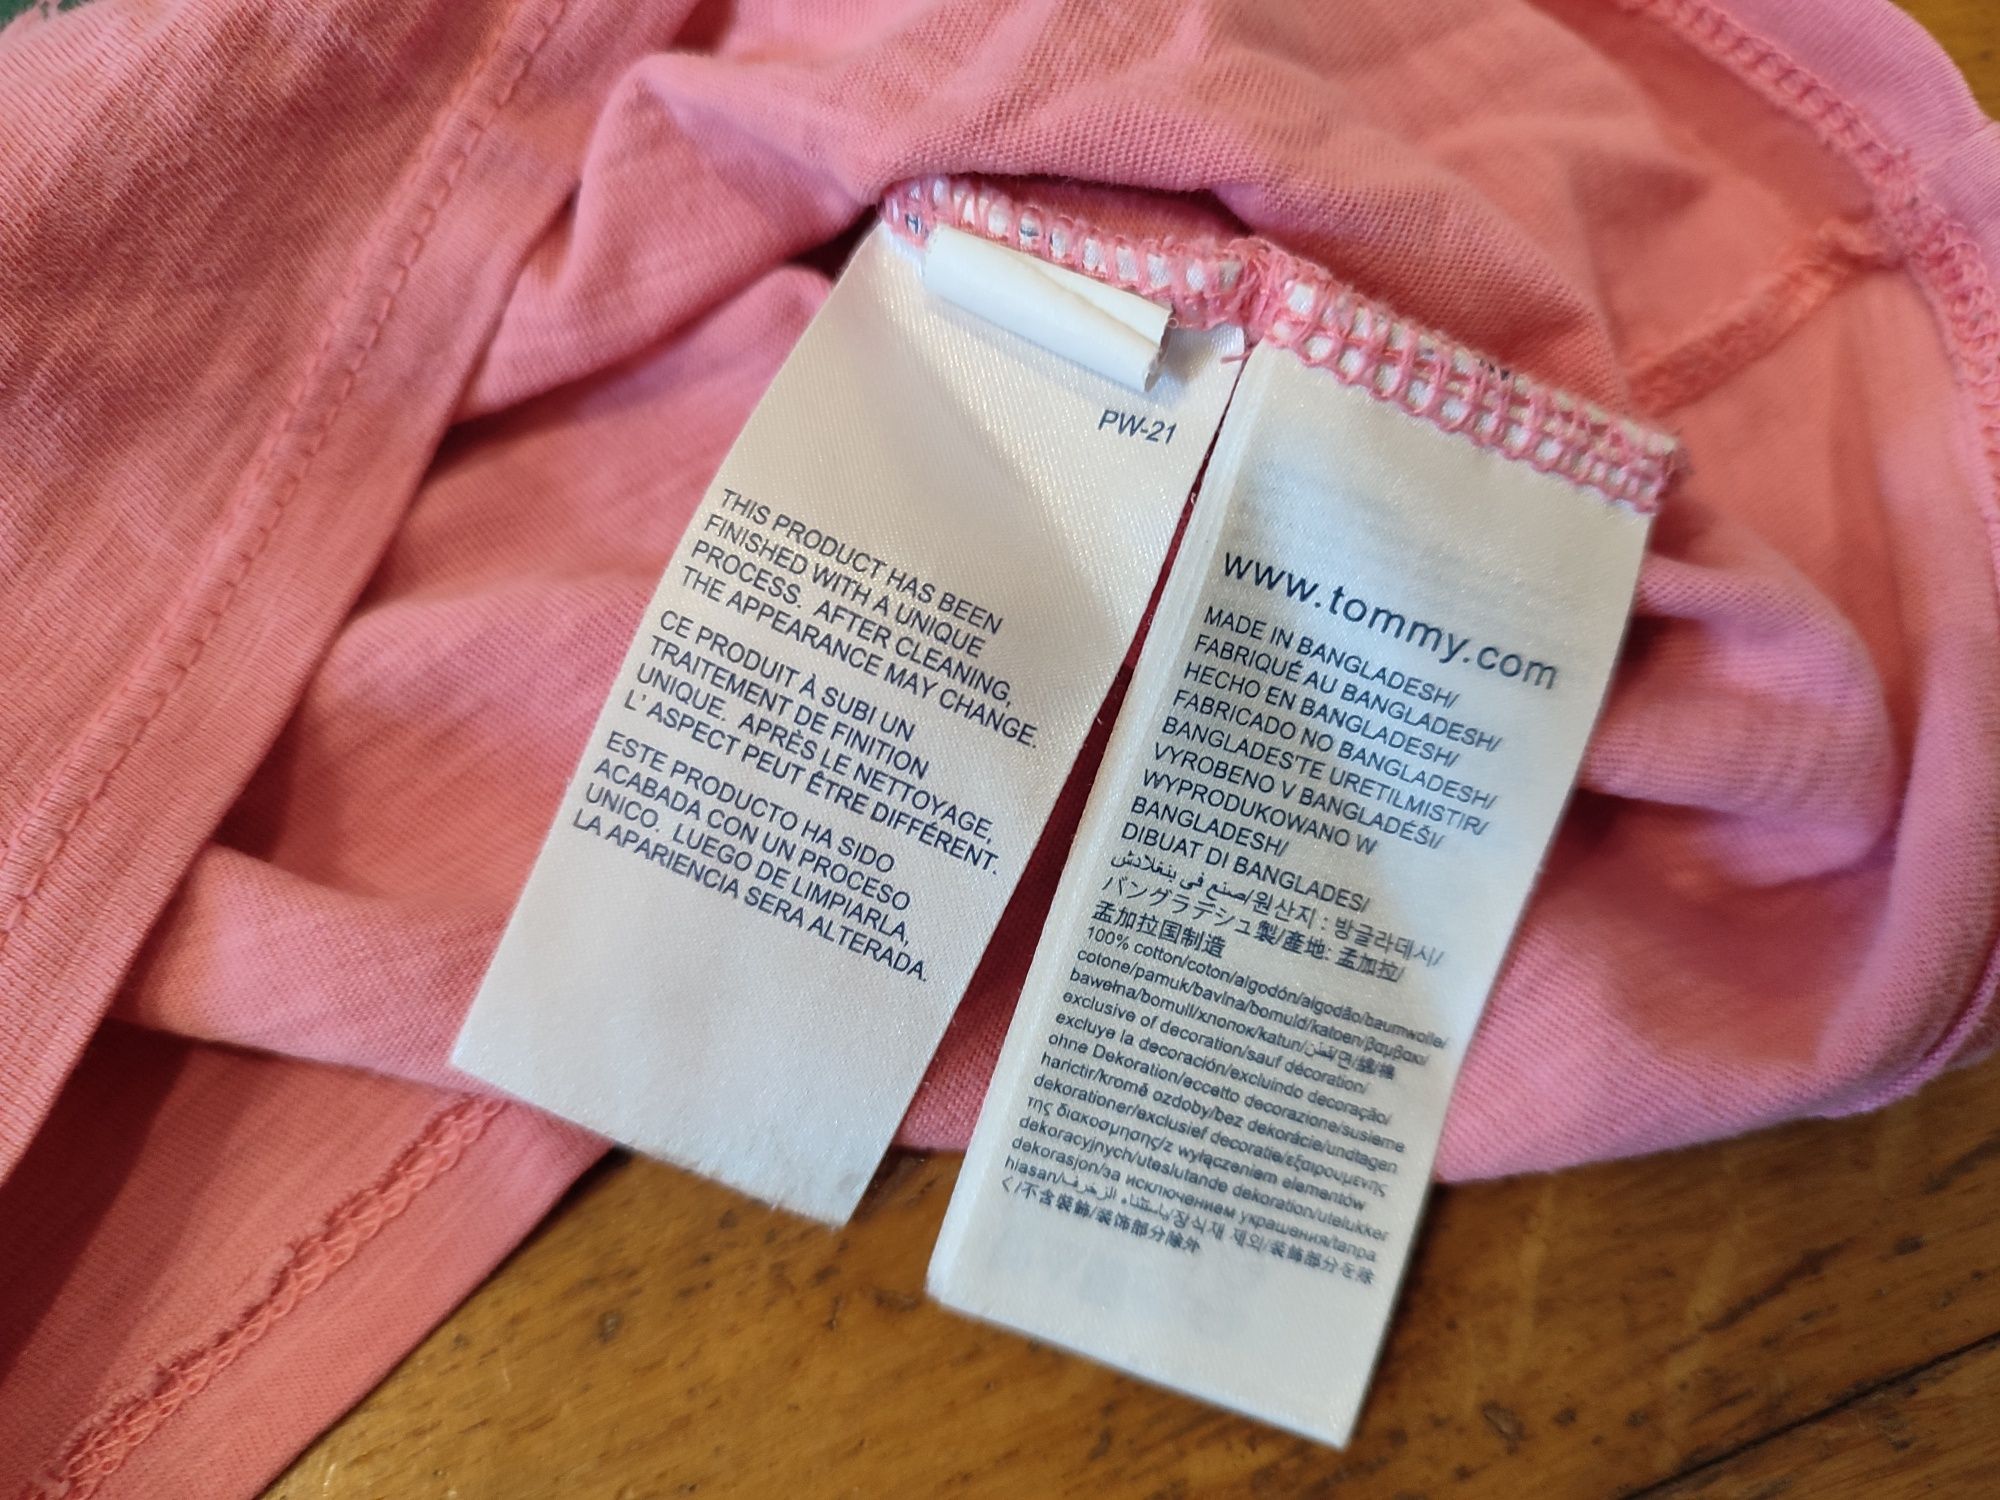 PW-21
THIS PRODUCT HAS BEEN
FINISHED WITH A UNIQUE
PROCESS. AFTER CLEANING,
THE APPEARANCE MAY CHANGE.
CE PRODUIT À SUBI UN
TRAITEMENT DE FINITION
UNIQUE. APRÈS LE NETTOYAGE,
L' ASPECT PEUT ÊTRE DIFFÉRENT.
ESTE PRODUCTO HA SIDO
ACABADA CON UN PROCESO
UNICO. LUEGO DE LIMPIARLA,
LA APARIENCIA SERA ALTERADA.
www.tommy.com
MADE IN BANGLADESH/
FABRIQUÉ AU BANGLADESH/
HECHO EN BANGLADESH/
FABRICADO NO BANGLADESH/
BANGLADES'TE URETILMISTIR/
VYROBENO V BANGLADÉŠI/
WYPRODUKOWANO W
BANGLADESH/
DIBUAT DI BANGLADES/
صنع في بنغلادش/원산지 : 방글라데시/
バングラデシュ製/產地: 孟加拉/
孟加拉国制造
100% cotton/coton/algodón/algodão/baumwolle/
cotone/pamuk/bavlna/bomuld/katoen/βαμβακι/
bawełna/bomull/хлопок/katun/قطن/면/綿/棉
exclusive of decoration/sauf décoration/
excluye la decoración/excluindo decoração/
ohne Dekoration/eccetto decorazione/susieme
harictir/kromě ozdoby/bez dekorácie/undtagen
dekorationer/exclusief decoratie/εξαιρουμενης
της διακοσμησης/z wyłączeniem elementów
dekoracyjnych/uteslutande dekoration/utelukker
dekorasjon/за исключением украшения/tanpa
hiasan/باستثناء الزخرف/장식재 제외/装飾部分を除
く/不含裝飾/装饰部分除外